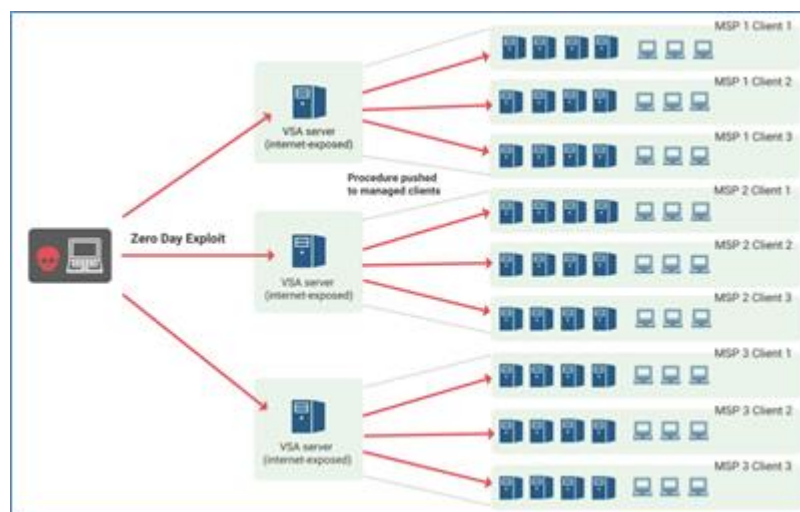 MSP 1 Client 1
MSP 1 Client 2
VSA server
(internet-exposed)
MSP 1 Client 3
Procedure pushed
to managed clients
MSP 2 Client 1
Zero Day Exploit
MSP 2 Client 2
VSA server
(internet-exposed)
MSP 2 Client 3
MSP 3 Client 1
MSP 3 Client 2
VSA server
(internet-exposed)
MSP 3 Client 3